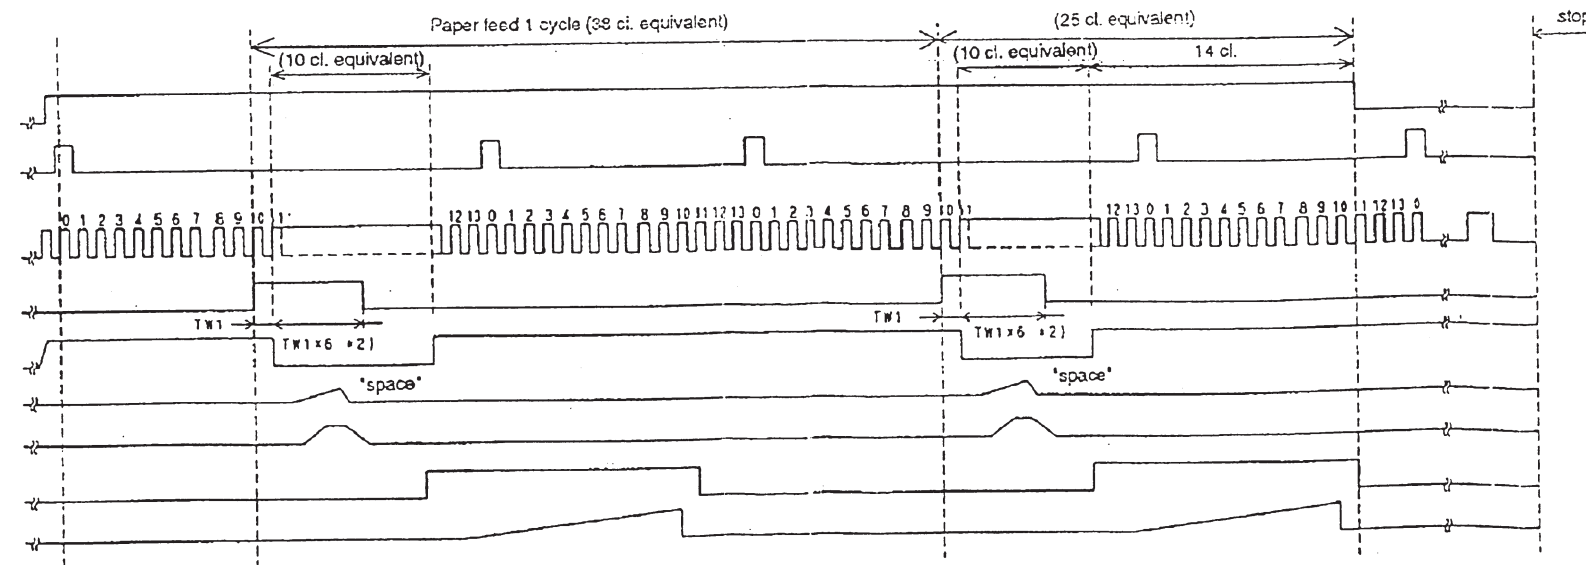 Paper feed 1 cycle (38 cl. equivalent)
(25 cl. equivalent)
stop
(10 cl. equivalent)
(10 cl. equivalent)
14 cl.
0 1 2 3 4 5 6 7 8 9 10 11 12 13 0 1 2 3 4 5 6 7 8 9 10 11 12 13 0 1 2 3 4 5 6 7 8 9 10 11 12 13 0 1 2 3 4 5 6 7 8 9 10 11 12 13 0
TW1
TW1
TW1×6 *2)
TW1×6 *2)
"space"
"space"